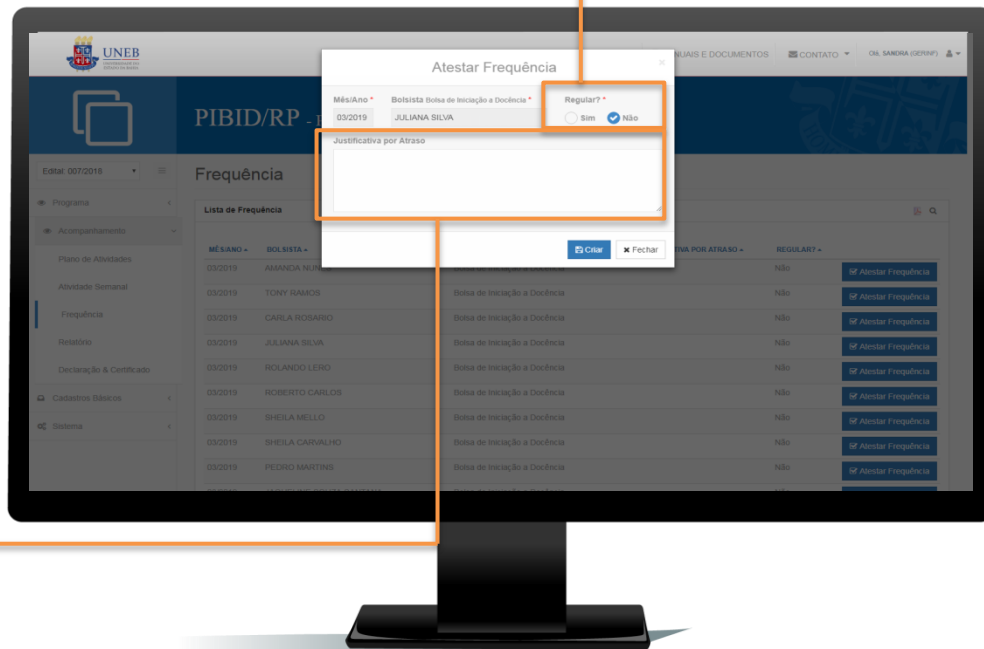 UNEB
UNIVERSIDADE DO
ESTADO DA BAHIA
NUAIS E DOCUMENTOS
CONTATO
Olá, SANDRA (GERINF)
PIBID/RP -
Atestar Frequência
×
Mês/Ano *
Bolsista Bolsa de Iniciação a Docência *
Regular? *
03/2019
JULIANA SILVA
Sim
Não
Justificativa por Atraso
Criar
Fechar
Edital: 007/2018
Programa
Acompanhamento
Plano de Atividades
Atividade Semanal
Frequência
Relatório
Declaração & Certificado
Cadastros Básicos
Sistema
Frequência
Lista de Frequência
MÊS/ANO
BOLSISTA
TIVA POR ATRASO
REGULAR?
03/2019 AMANDA NUN Bolsa de Iniciação a Docência Não Atestar Frequência
03/2019 TONY RAMOS Bolsa de Iniciação a Docência Não Atestar Frequência
03/2019 CARLA ROSARIO Bolsa de Iniciação a Docência Não Atestar Frequência
03/2019 JULIANA SILVA Bolsa de Iniciação a Docência Não Atestar Frequência
03/2019 ROLANDO LERO Bolsa de Iniciação a Docência Não Atestar Frequência
03/2019 ROBERTO CARLOS Bolsa de Iniciação a Docência Não Atestar Frequência
03/2019 SHEILA MELLO Bolsa de Iniciação a Docência Não Atestar Frequência
03/2019 SHEILA CARVALHO Bolsa de Iniciação a Docência Não Atestar Frequência
03/2019 PEDRO MARTINS Bolsa de Iniciação a Docência Não Atestar Frequência